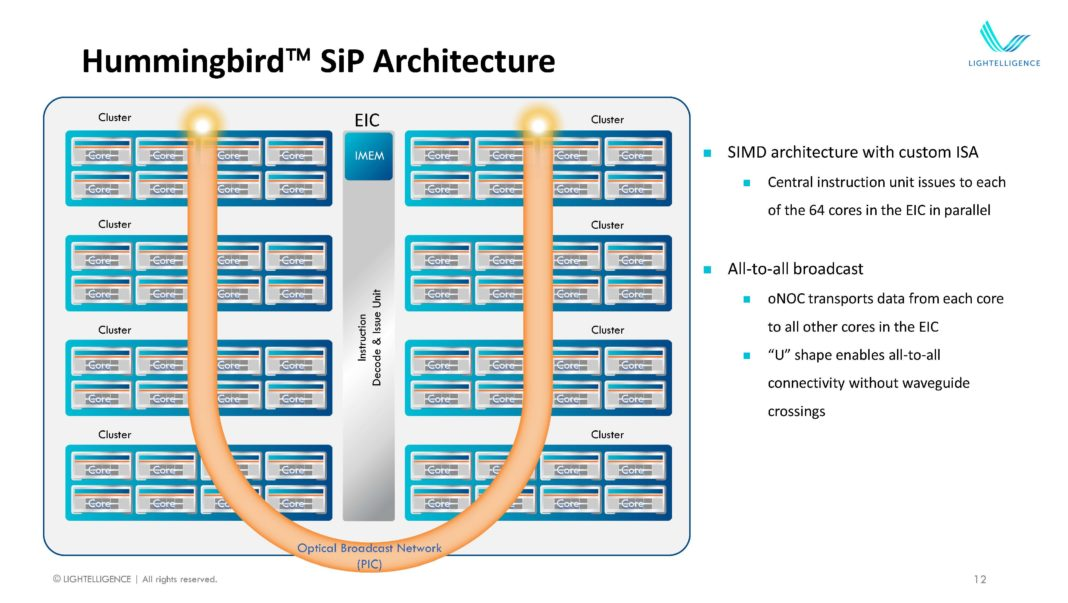 Hummingbird™ SiP Architecture
LIGHTELLIGENCE
Cluster
EIC
Cluster
Core Core Core Core
IMEM
Core Core Core Core
Core Core Core Core
Core Core Core Core
Cluster
Cluster
Core Core Core Core
Core Core Core Core
Core Core Core Core
Core Core Core Core
Instruction
Decode & Issue Unit
Cluster
Cluster
Core Core Core Core
Core Core Core Core
Core Core Core Core
Core Core Core Core
Cluster
Cluster
Core Core Core Core
Core Core Core Core
Core Core Core Core
Core Core Core Core
Optical Broadcast Network
(PIC)
SIMD architecture with custom ISA
Central instruction unit issues to each
of the 64 cores in the EIC in parallel
All-to-all broadcast
oNOC transports data from each core
to all other cores in the EIC
“U” shape enables all-to-all
connectivity without waveguide
crossings
© LIGHTELLIGENCE | All rights reserved.
12